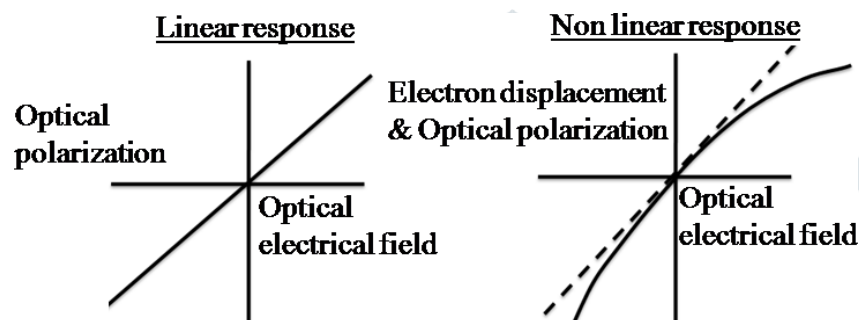 Linear response
Optical
polarization
Optical
electrical field
Non linear response
Electron displacement
& Optical polarization
Optical
electrical field